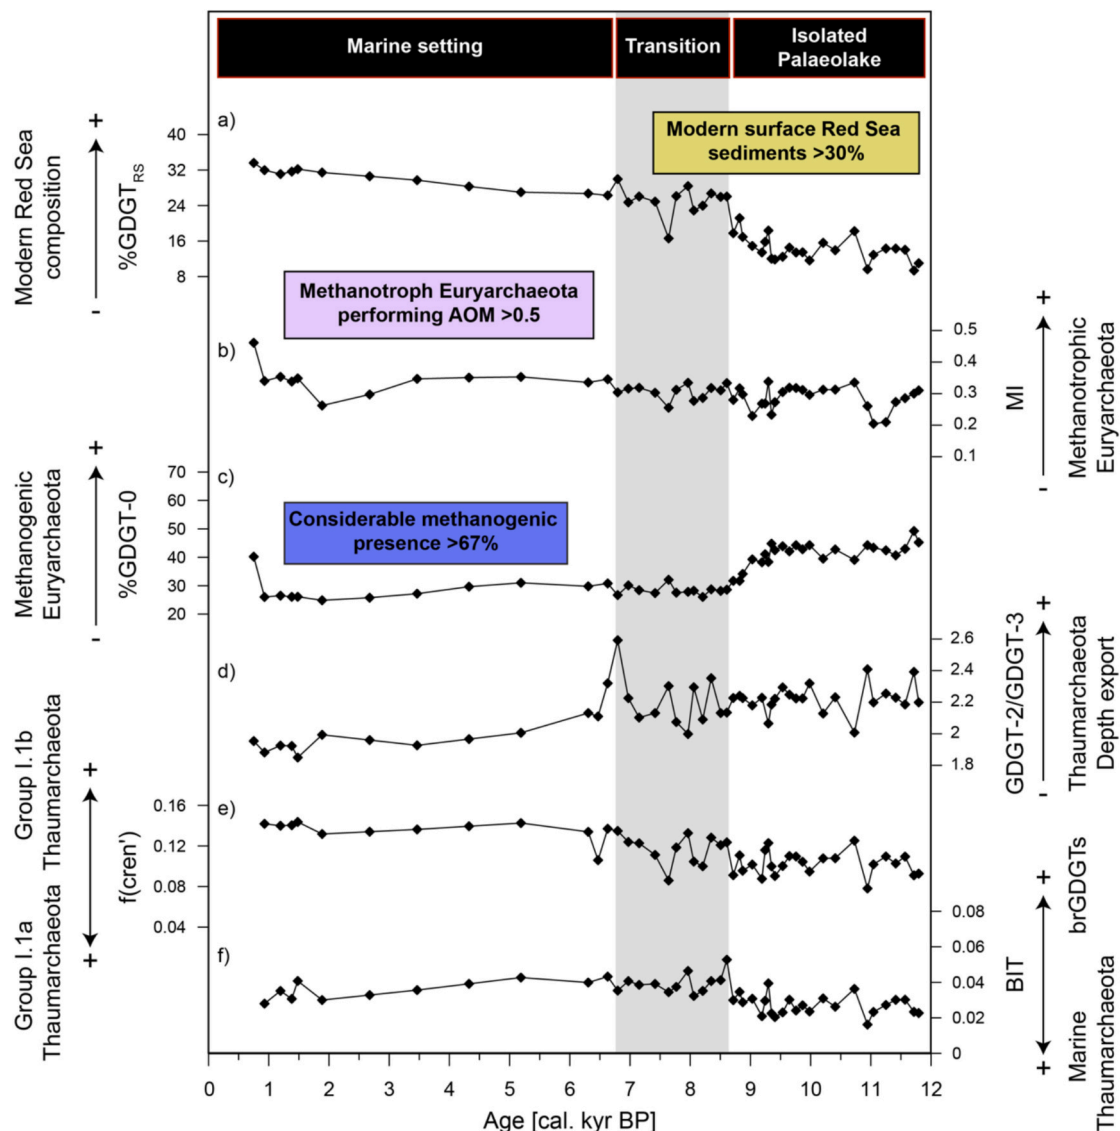 Marine setting
Transition
Isolated
Palaeolake
a)
Modern surface Red Sea
sediments >30%
Modern Red Sea
composition
+
-
%GDGT_RS
40
32
24
16
8
Methanotroph Euryarchaeota
performing AOM >0.5
b)
0.5
0.4
0.3
0.2
0.1
MI
+
-
Methanotrophic
Euryarchaeota
c)
Considerable methanogenic
presence >67%
Methanogenic
Euryarchaeota
+
-
%GDGT-0
70
60
50
40
30
20
d)
2.6
2.4
2.2
2
1.8
GDGT-2/GDGT-3
+
-
Thaumarchaeota
Depth export
e)
Group I.1b
Thaumarchaeota
+
Group I.1a
Thaumarchaeota
+
f(cren')
0.16
0.12
0.08
0.04
f)
0.08
0.06
0.04
0.02
0
BIT
+
brGDGTs
+
Marine
Thaumarchaeota
0 1 2 3 4 5 6 7 8 9 10 11 12
Age [cal. kyr BP]